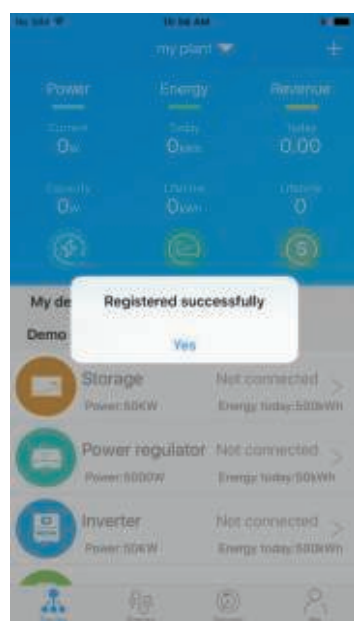 10:56 AM
my plant
+
Power Energy Revenue
Current Today Today
0w 0kWh 0.00
Capacity Lifetime Lifetime
0w 0kWh 0
My de
Registered successfully
Yes
Demo
Storage Not connected
Power:50KW Energy today:500kWh
Power regulator Not connected
Power:5000W Energy today:50kWh
Inverter Not connected
Power:50KW Energy today:500kWh